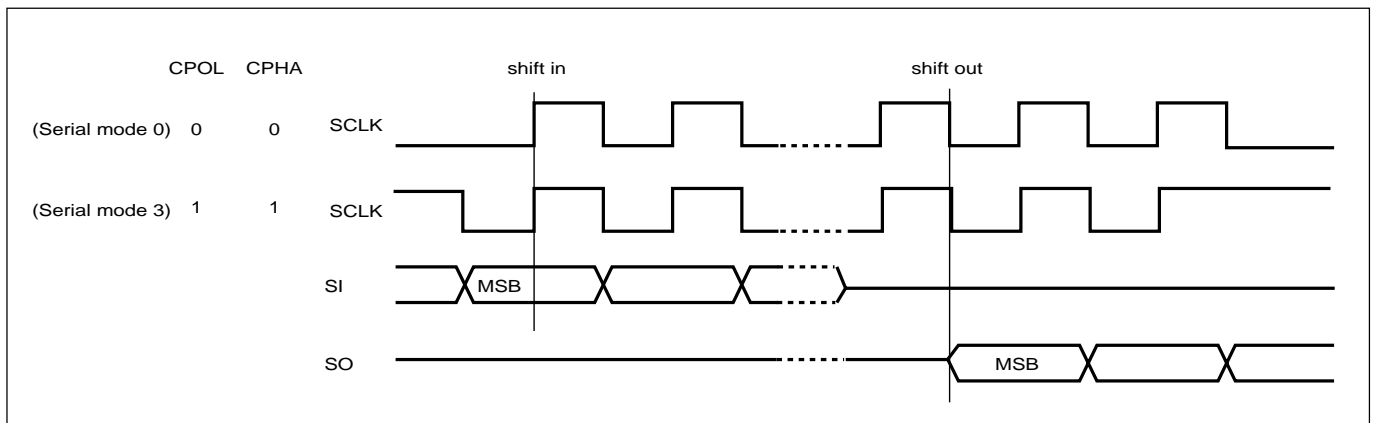 CPOL CPHA shift in shift out
(Serial mode 0) 0 0 SCLK
(Serial mode 3) 1 1 SCLK
SI MSB
SO MSB